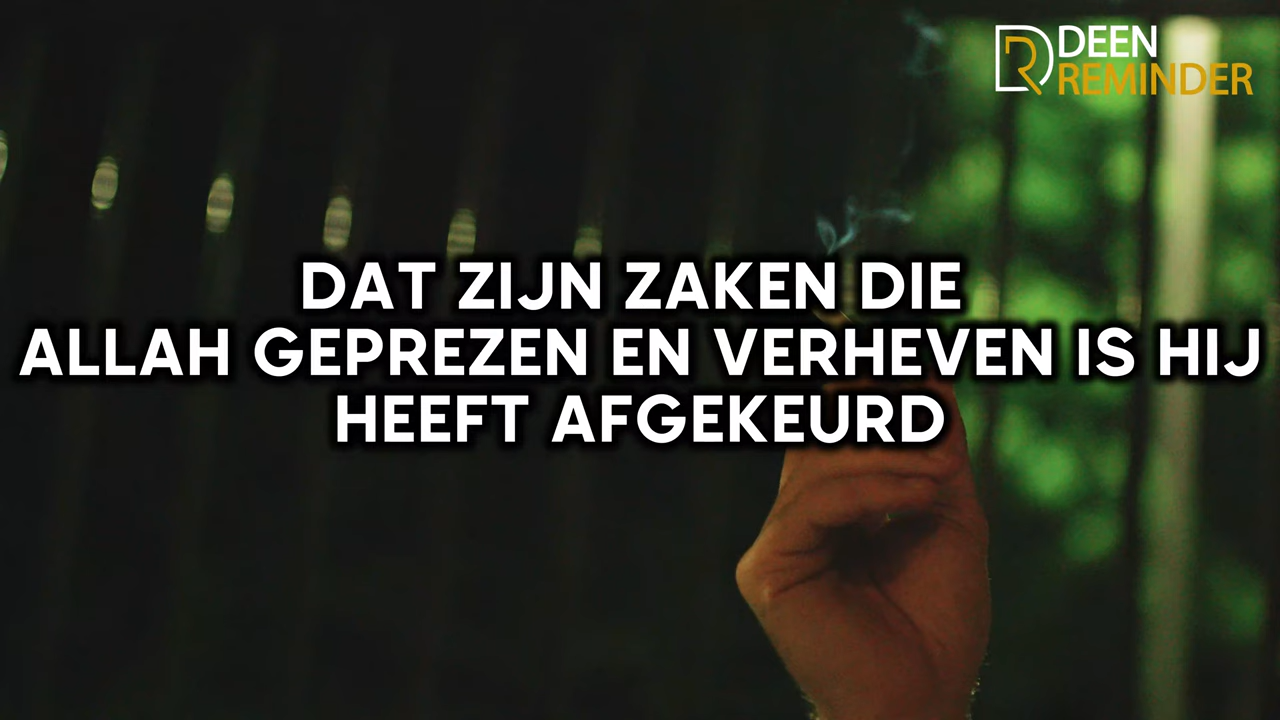 DEEN
REMINDER
DAT ZIJN ZAKEN DIE
ALLAH GEPREZEN EN VERHEVEN IS HIJ
HEEFT AFGEKEURD